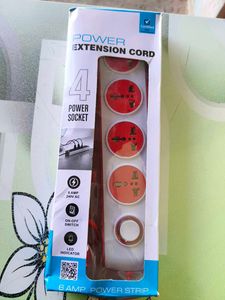 POWER
EXTENSION CORD
4
POWER
SOCKET
6 AMP.
240V AC
ON-OFF
SWITCH
LED
INDICATOR
6 AMP. POWER STRIP